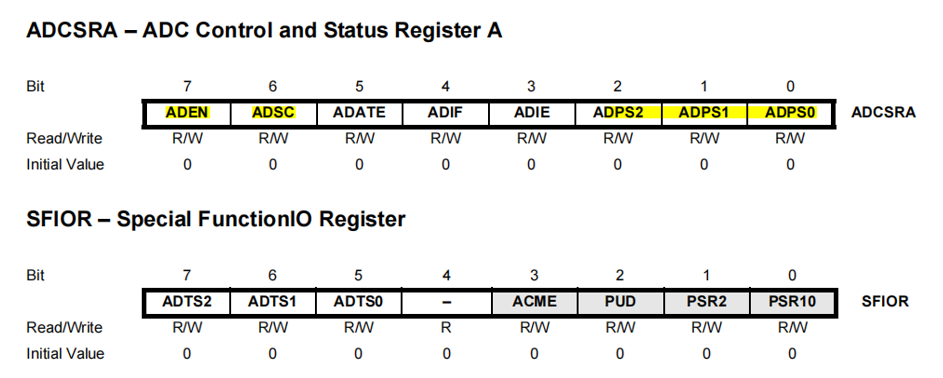 ADCSRA – ADC Control and Status Register A
Bit 7 6 5 4 3 2 1 0
ADEN ADSC ADATE ADIF ADIE ADPS2 ADPS1 ADPS0 ADCSRA
Read/Write R/W R/W R/W R/W R/W R/W R/W R/W
Initial Value 0 0 0 0 0 0 0 0
SFIOR – Special FunctionIO Register
Bit 7 6 5 4 3 2 1 0
ADTS2 ADTS1 ADTS0 – ACME PUD PSR2 PSR10 SFIOR
Read/Write R/W R/W R/W R R/W R/W R/W R/W
Initial Value 0 0 0 0 0 0 0 0